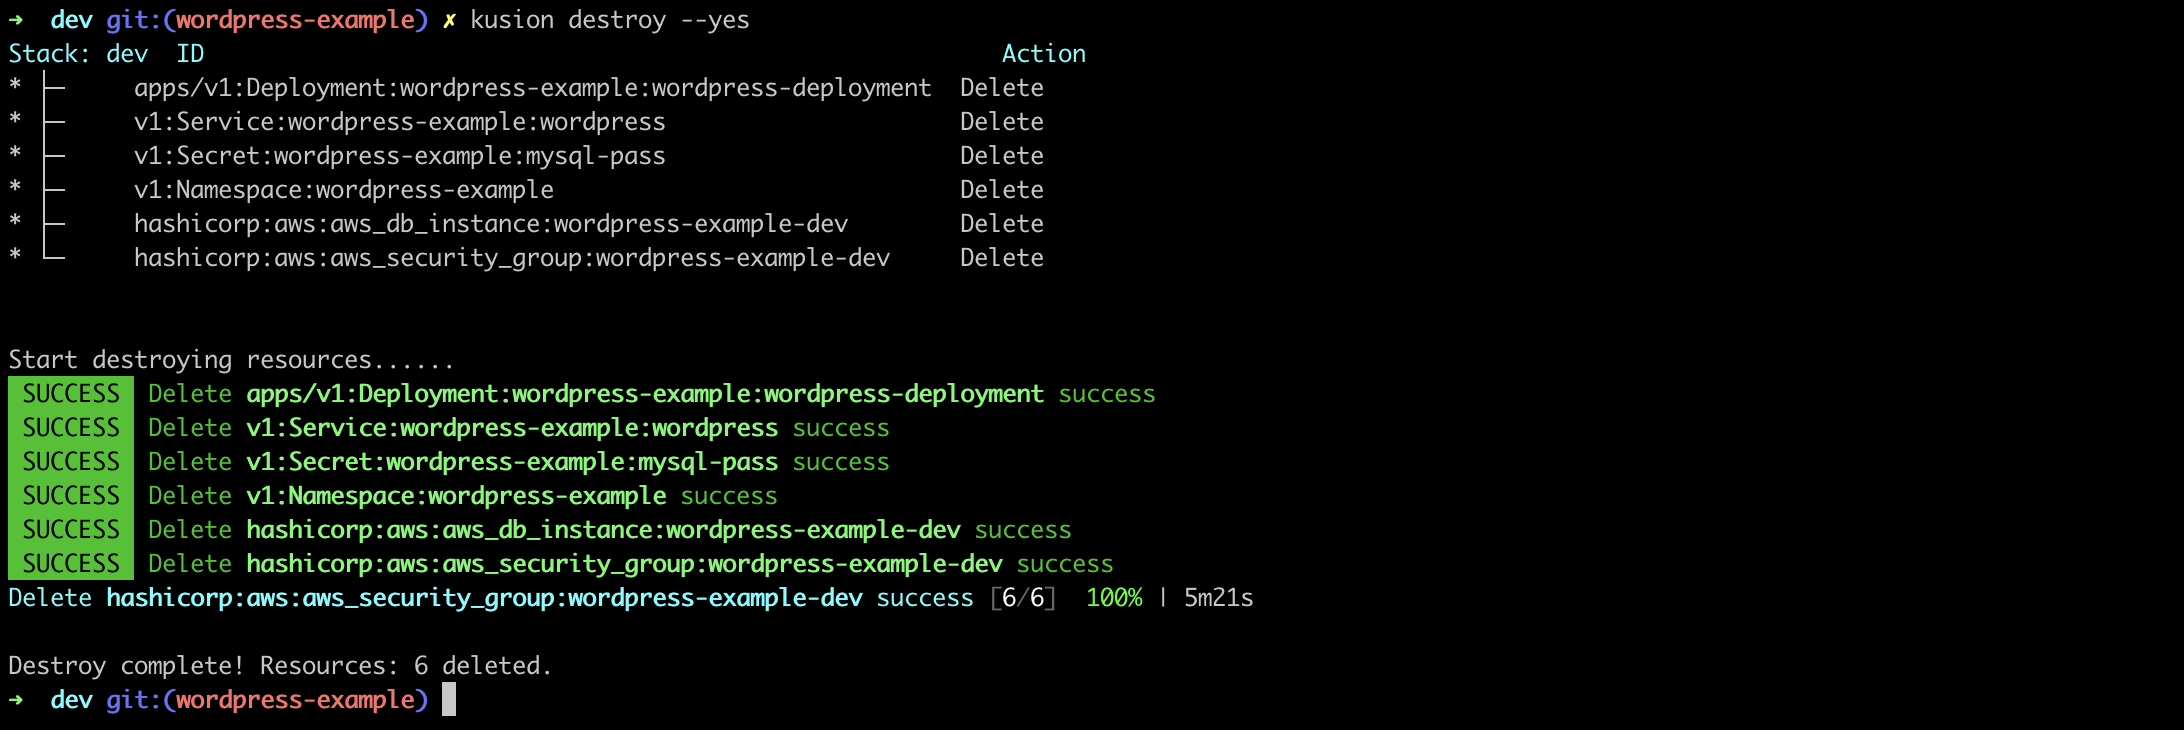 ➜  dev git:(wordpress-example) ✗ kusion destroy --yes
Stack: dev  ID                                                         Action
* ├─     apps/v1:Deployment:wordpress-example:wordpress-deployment  Delete
* ├─     v1:Service:wordpress-example:wordpress                     Delete
* ├─     v1:Secret:wordpress-example:mysql-pass                     Delete
* ├─     v1:Namespace:wordpress-example                             Delete
* ├─     hashicorp:aws:aws_db_instance:wordpress-example-dev        Delete
* └─     hashicorp:aws:aws_security_group:wordpress-example-dev     Delete
Start destroying resources......
SUCCESS  Delete apps/v1:Deployment:wordpress-example:wordpress-deployment success
SUCCESS  Delete v1:Service:wordpress-example:wordpress success
SUCCESS  Delete v1:Secret:wordpress-example:mysql-pass success
SUCCESS  Delete v1:Namespace:wordpress-example success
SUCCESS  Delete hashicorp:aws:aws_db_instance:wordpress-example-dev success
SUCCESS  Delete hashicorp:aws:aws_security_group:wordpress-example-dev success
Delete hashicorp:aws:aws_security_group:wordpress-example-dev success [6/6]  100% | 5m21s
Destroy complete! Resources: 6 deleted.
➜  dev git:(wordpress-example)